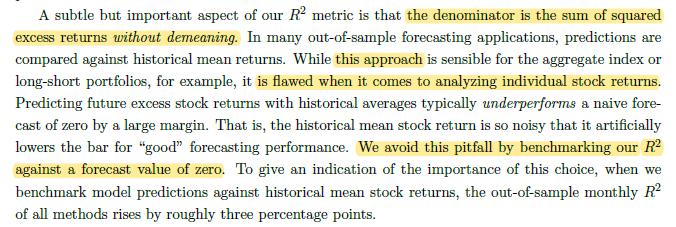 A subtle but important aspect of our R² metric is that the denominator is the sum of squared
excess returns without demeaning. In many out-of-sample forecasting applications, predictions are
compared against historical mean returns. While this approach is sensible for the aggregate index or
long-short portfolios, for example, it is flawed when it comes to analyzing individual stock returns.
Predicting future excess stock returns with historical averages typically underperforms a naive fore-
cast of zero by a large margin. That is, the historical mean stock return is so noisy that it artificially
lowers the bar for “good” forecasting performance. We avoid this pitfall by benchmarking our R²
against a forecast value of zero. To give an indication of the importance of this choice, when we
benchmark model predictions against historical mean stock returns, the out-of-sample monthly R²
of all methods rises by roughly three percentage points.